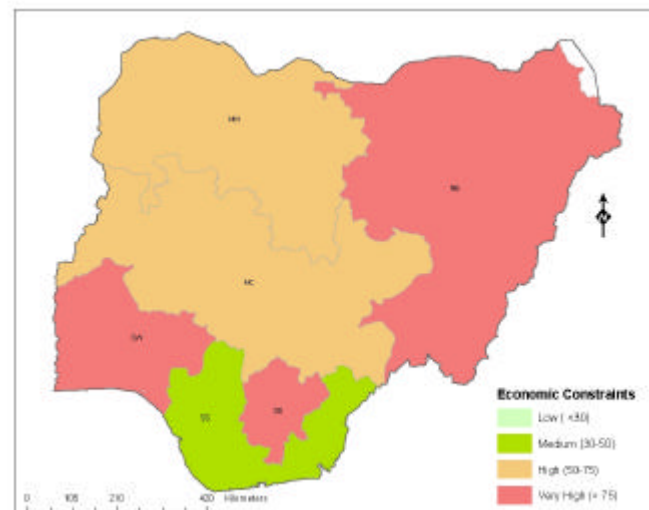 NW
NE
N
NC
SW
SE
SS
Economic Constraints
Low ( <30)
Medium (30-50)
High (50-75)
Very High (> 75)
0 105 210 420 Kilometers